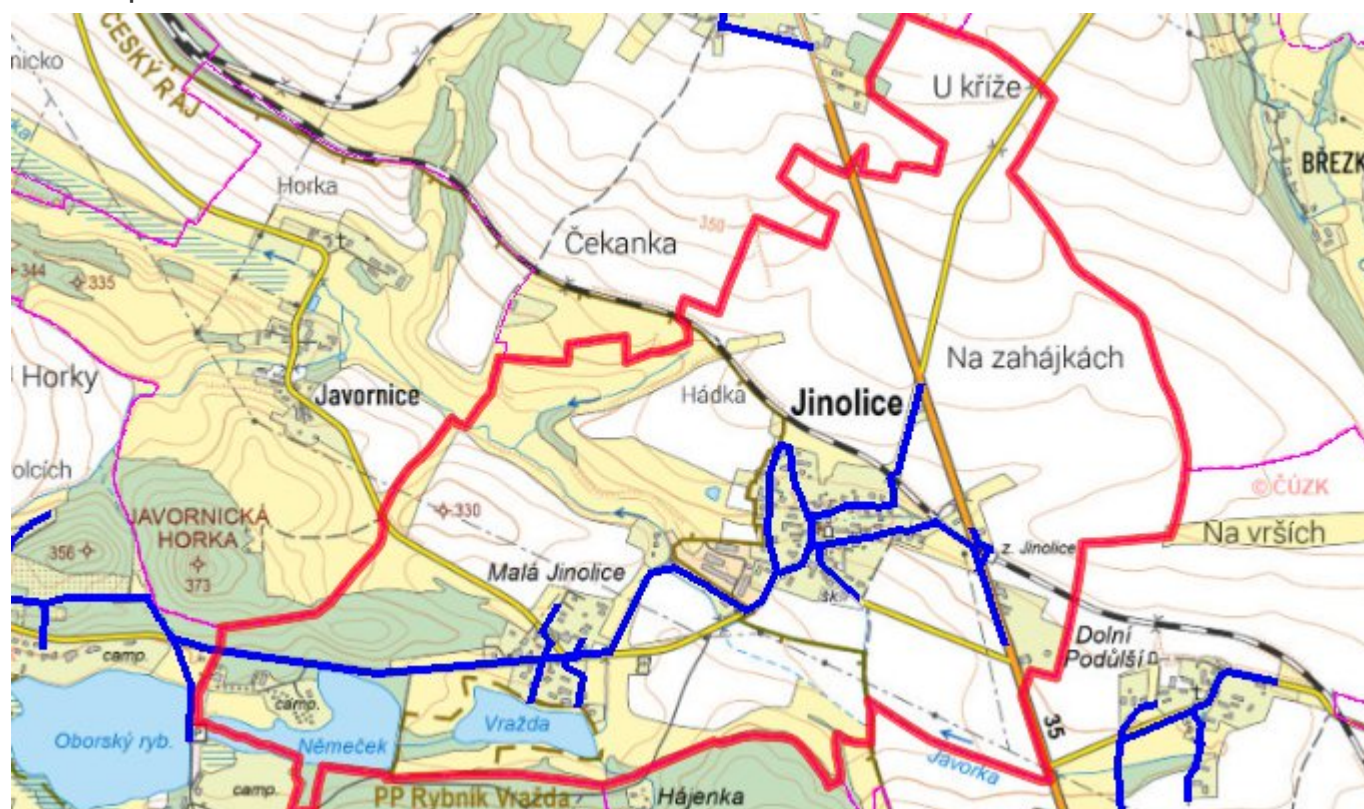 ČESKÝ RÁJ
U kříže
BŘEZK
Horka
Čekanka
350
344
335
Na zahájkách
Horky
Javornice
Hádka
Jinolice
olcích
©ČÚZK
JAVORNICKÁ
HORKA
330
Na vrších
356
373
z. Jinolice
Malá Jinolice
šk.
Dolní
Podůlší
camp.
camp.
Vražda
35
Oborský ryb.
Němeček
Javorka
camp.
PP Rybník Vražda
Hájenka